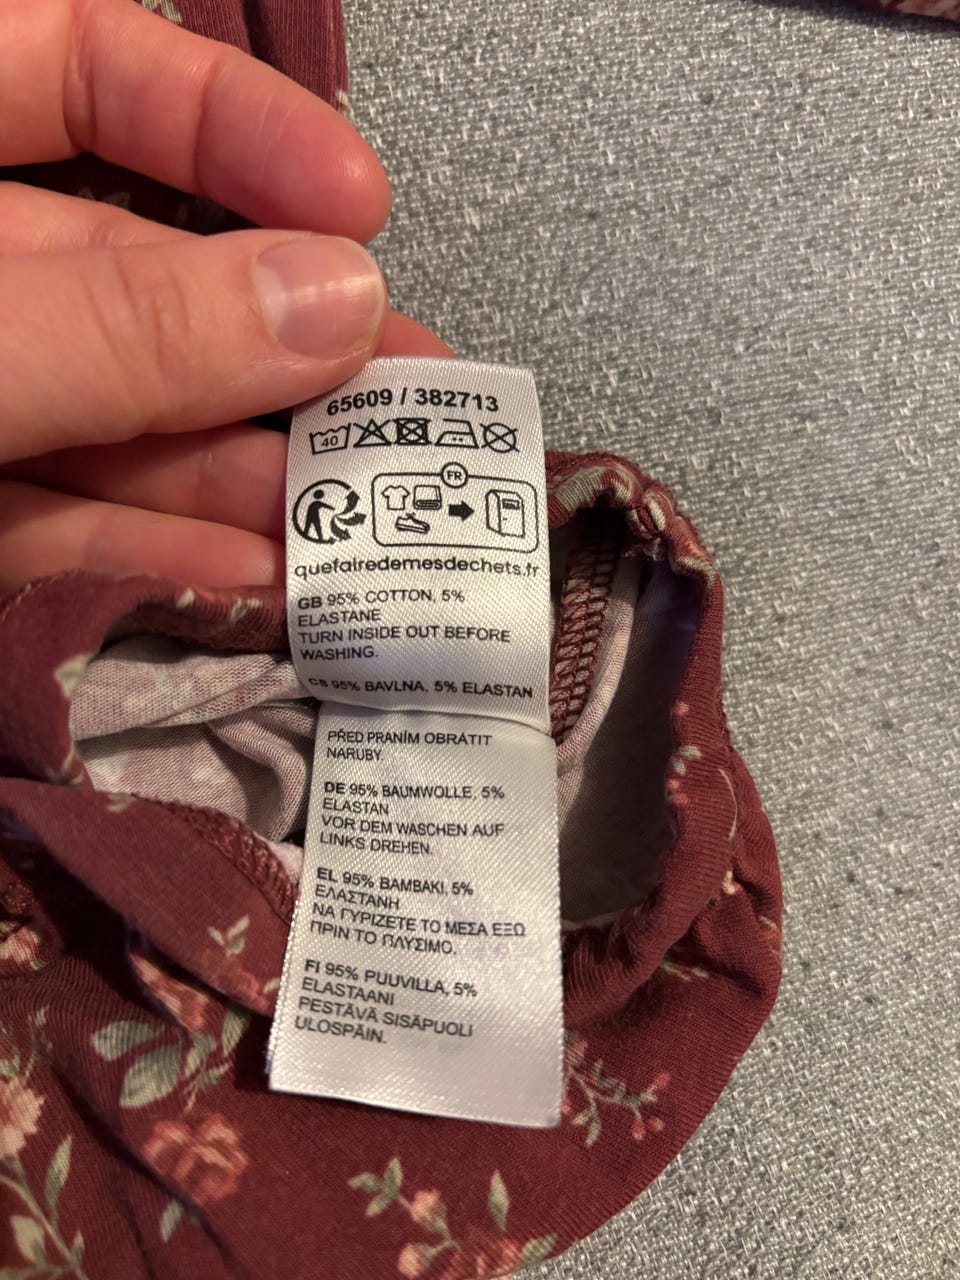 65609 / 382713
40
FR
quefairedemesdechets.fr
GB 95% COTTON, 5%
ELASTANE
TURN INSIDE OUT BEFORE
WASHING.
CS 95% BAVLNA, 5% ELASTAN
PŘED PRANÍM OBRÁTIT
NARUBY.
DE 95% BAUMWOLLE, 5%
ELASTAN
VOR DEM WASCHEN AUF
LINKS DREHEN.
EL 95% ΒΑΜΒΑΚΙ, 5%
ΕΛΑΣΤΑΝΗ
ΝΑ ΓΥΡΙΖΕΤΕ ΤΟ ΜΕΣΑ ΕΞΩ
ΠΡΙΝ ΤΟ ΠΛΥΣΙΜΟ.
FI 95% PUUVILLA, 5%
ELASTAANI
PESTÄVÄ SISÄPUOLI
ULOSPÄIN.